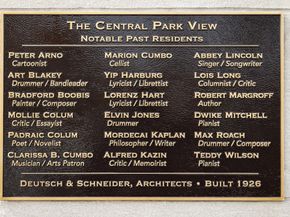 THE CENTRAL PARK VIEW
NOTABLE PAST RESIDENTS
PETER ARNO
Cartoonist
ART BLAKEY
Drummer / Bandleader
BRADFORD BOOBIS
Painter / Composer
MOLLIE COLUM
Critic / Essayist
PADRAIC COLUM
Poet / Novelist
CLARISSA B. CUMBO
Musician / Arts Patron
MARION CUMBO
Cellist
YIP HARBURG
Lyricist / Librettist
LORENZ HART
Lyricist / Librettist
ELVIN JONES
Drummer
MORDECAI KAPLAN
Philosopher / Writer
ALFRED KAZIN
Critic / Memoirist
ABBEY LINCOLN
Singer / Songwriter
LOIS LONG
Columnist / Critic
ROBERT MARGROFF
Author
DWIKE MITCHELL
Pianist
MAX ROACH
Drummer / Composer
TEDDY WILSON
Pianist
DEUTSCH & SCHNEIDER, ARCHITECTS • BUILT 1926